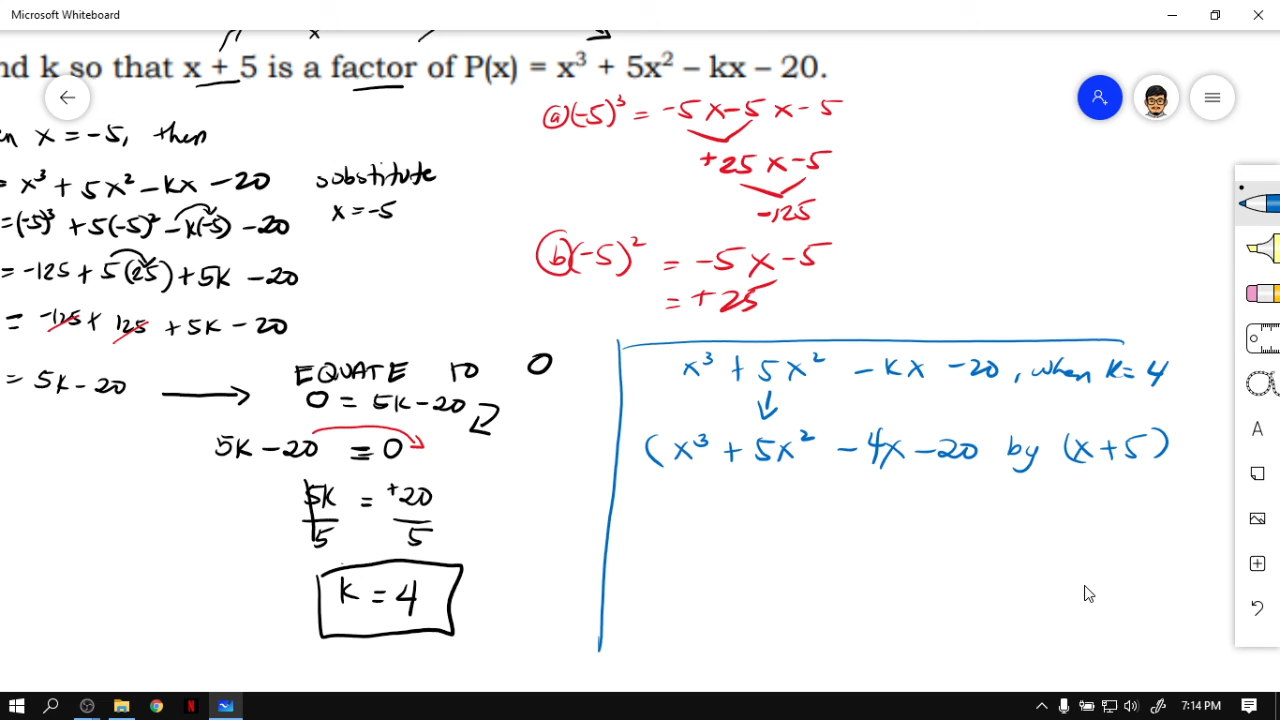 Microsoft Whiteboard
nd k so that x + 5 is a factor of P(x) = x³ + 5x² – kx – 20.
en x = -5, then
= x³ + 5x² - kx - 20 substitute
x = -5
= (-5)³ + 5(-5)² - k(-5) - 20
= -125 + 5(25) + 5k - 20
= -125 + 125 + 5k - 20
= 5k - 20
EQUATE TO 0
0 = 5k - 20
5k - 20 = 0
5k = +20
5 5
k = 4
a) (-5)³ = -5 x -5 x -5
+25 x -5
-125
b) (-5)² = -5 x -5
= +25
x³ + 5x² - kx - 20, when k = 4
(x³ + 5x² - 4x - 20 by (x + 5)
A
7:14 PM